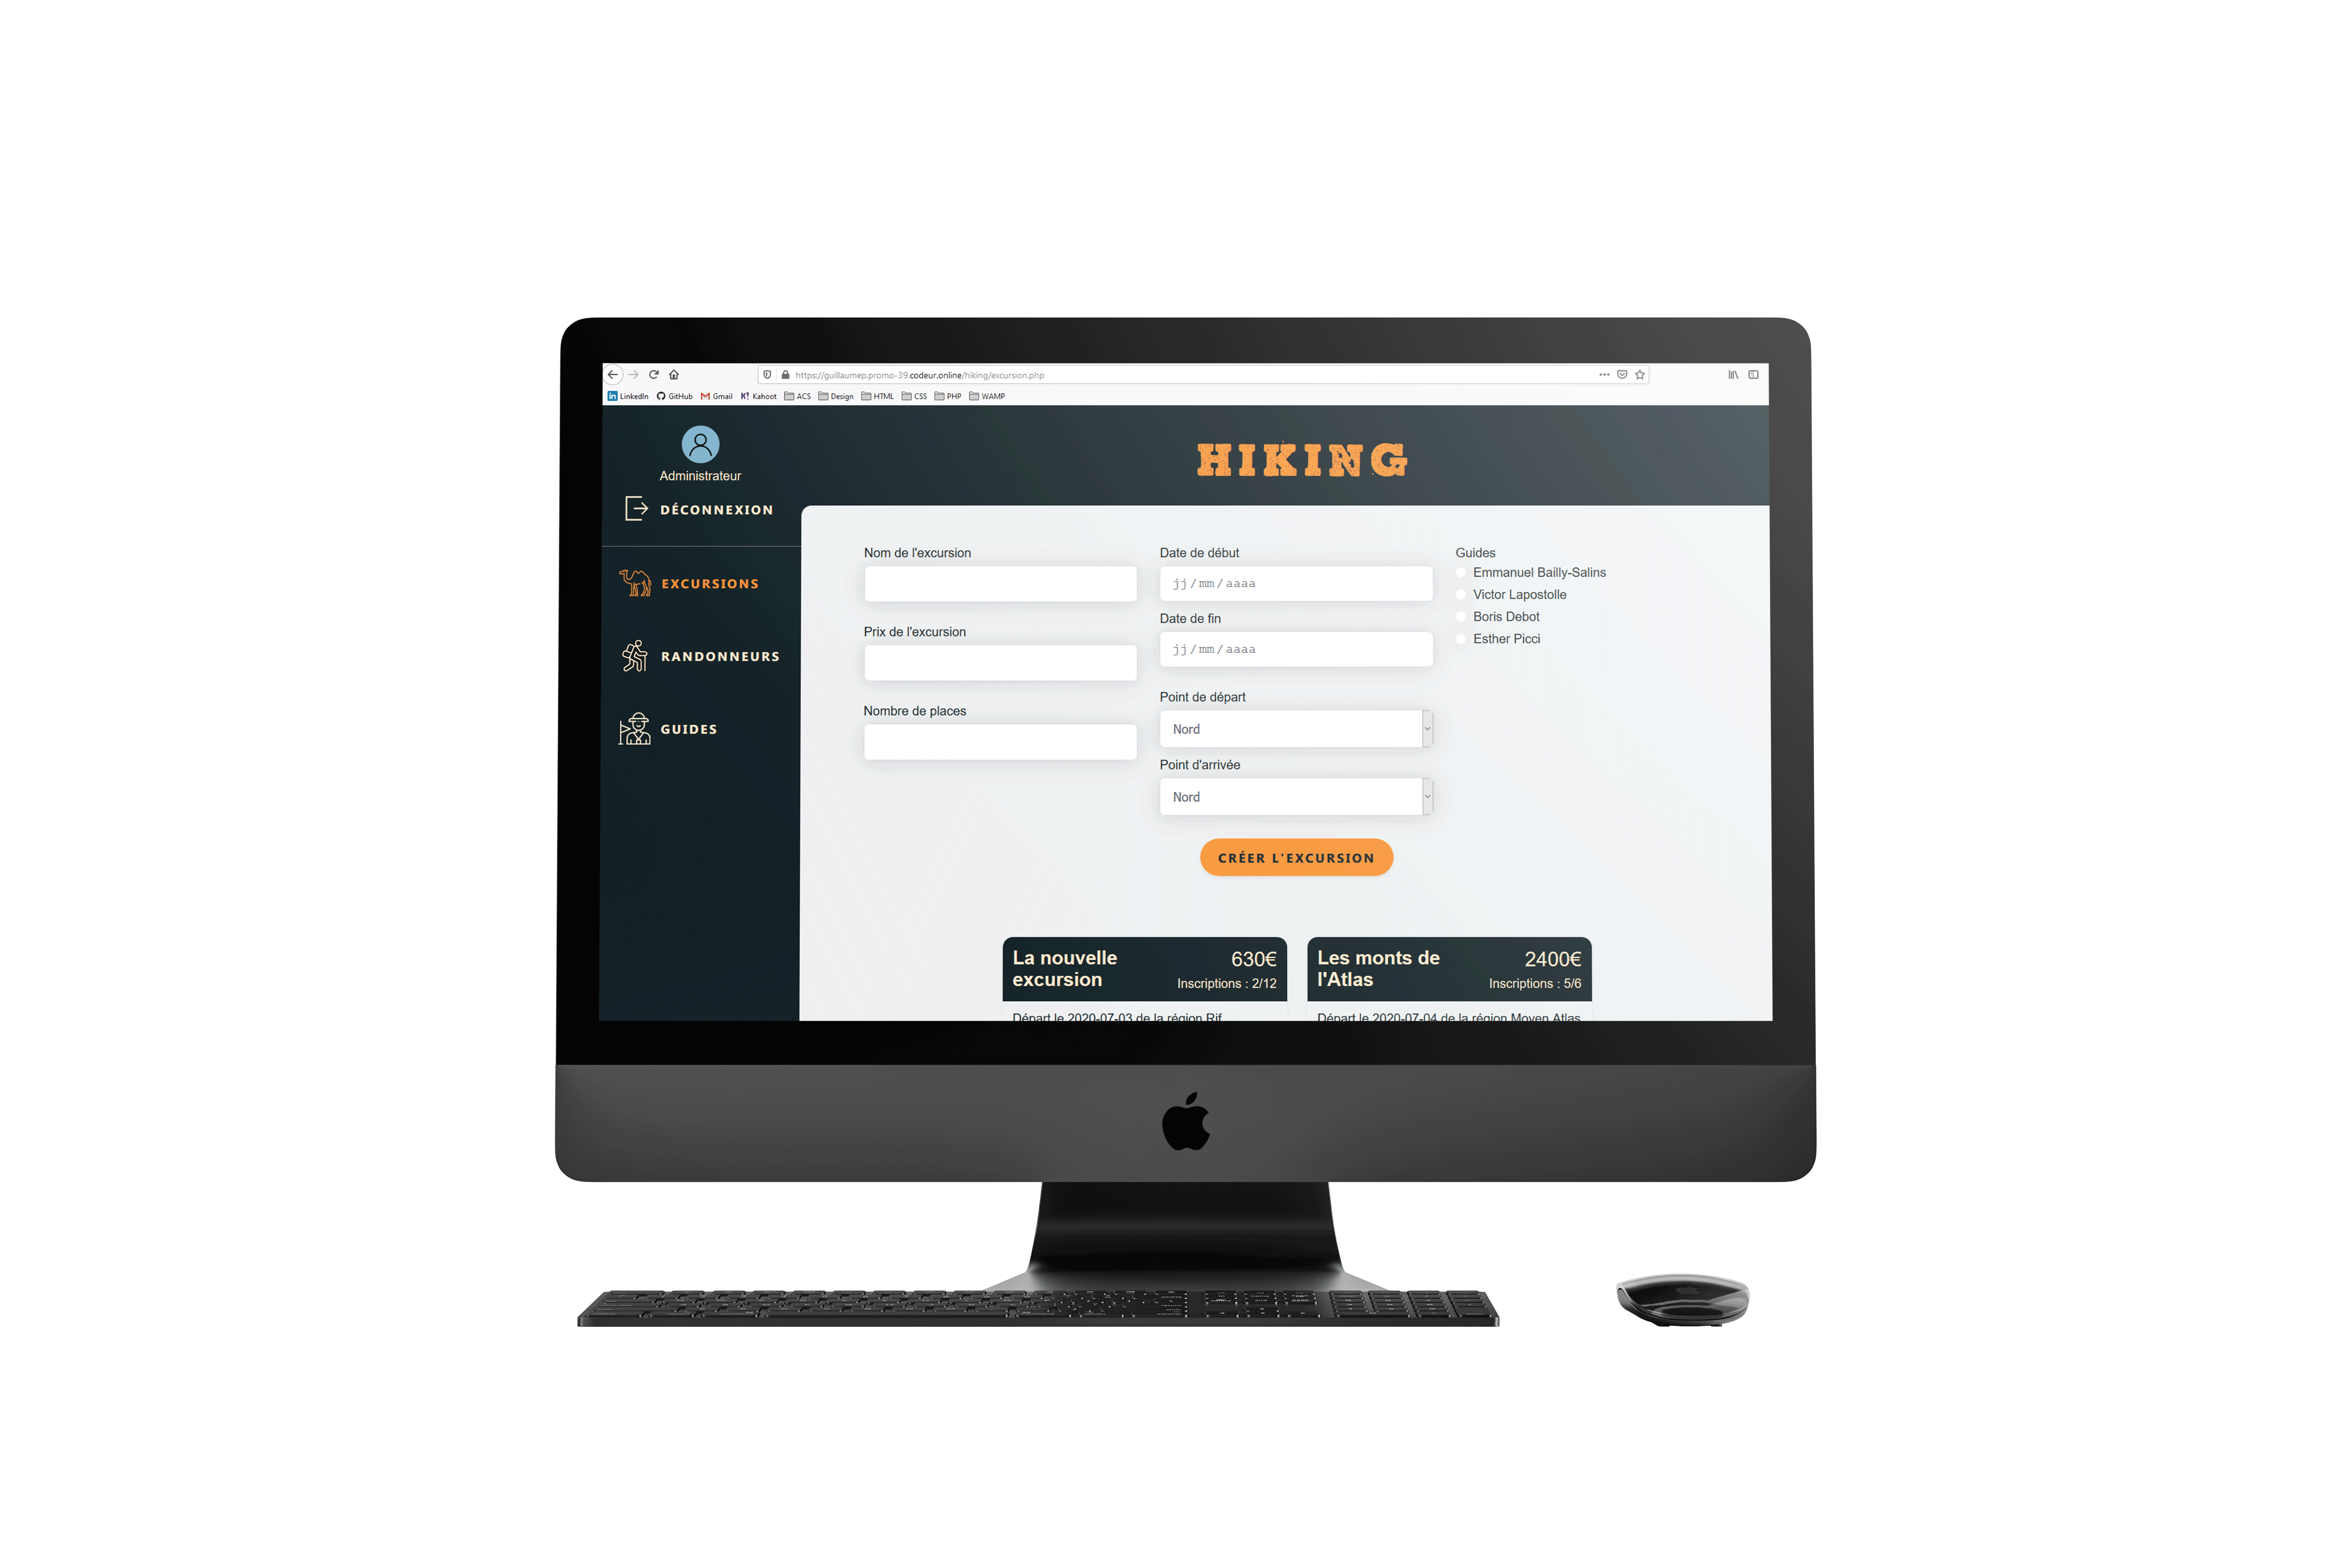 https://guillaumep.promo-39.codeur.online/hiking/excursion.php
LinkedIn GitHub Gmail K! Kahoot ACS Design HTML CSS PHP WAMP
Administrateur
DÉCONNEXION
EXCURSIONS
RANDONNEURS
GUIDES
HIKING
Nom de l'excursion
Prix de l'excursion
Nombre de places
Date de début
jj / mm / aaaa
Date de fin
jj / mm / aaaa
Point de départ
Nord
Point d'arrivée
Nord
Guides
Emmanuel Bailly-Salins
Victor Lapostolle
Boris Debot
Esther Picci
CRÉER L'EXCURSION
La nouvelle
excursion
630€
Inscriptions : 2/12
Départ le 2020-07-03 de la région Rif
Les monts de
l'Atlas
2400€
Inscriptions : 5/6
Départ le 2020-07-04 de la région Moyen Atlas